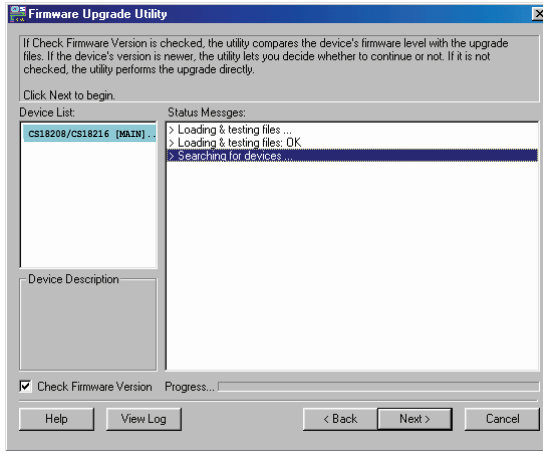 Firmware Upgrade Utility
If Check Firmware Version is checked, the utility compares the device's firmware level with the upgrade
files. If the device's version is newer, the utility lets you decide whether to continue or not. If it is not
checked, the utility performs the upgrade directly.
Click Next to begin.
Device List:
Status Messges:
CS18208/CS18216 [MAIN]..
> Loading & testing files ...
> Loading & testing files: OK
> Searching for devices ...
Device Description
Check Firmware Version
Progress...
Help
View Log
< Back
Next >
Cancel